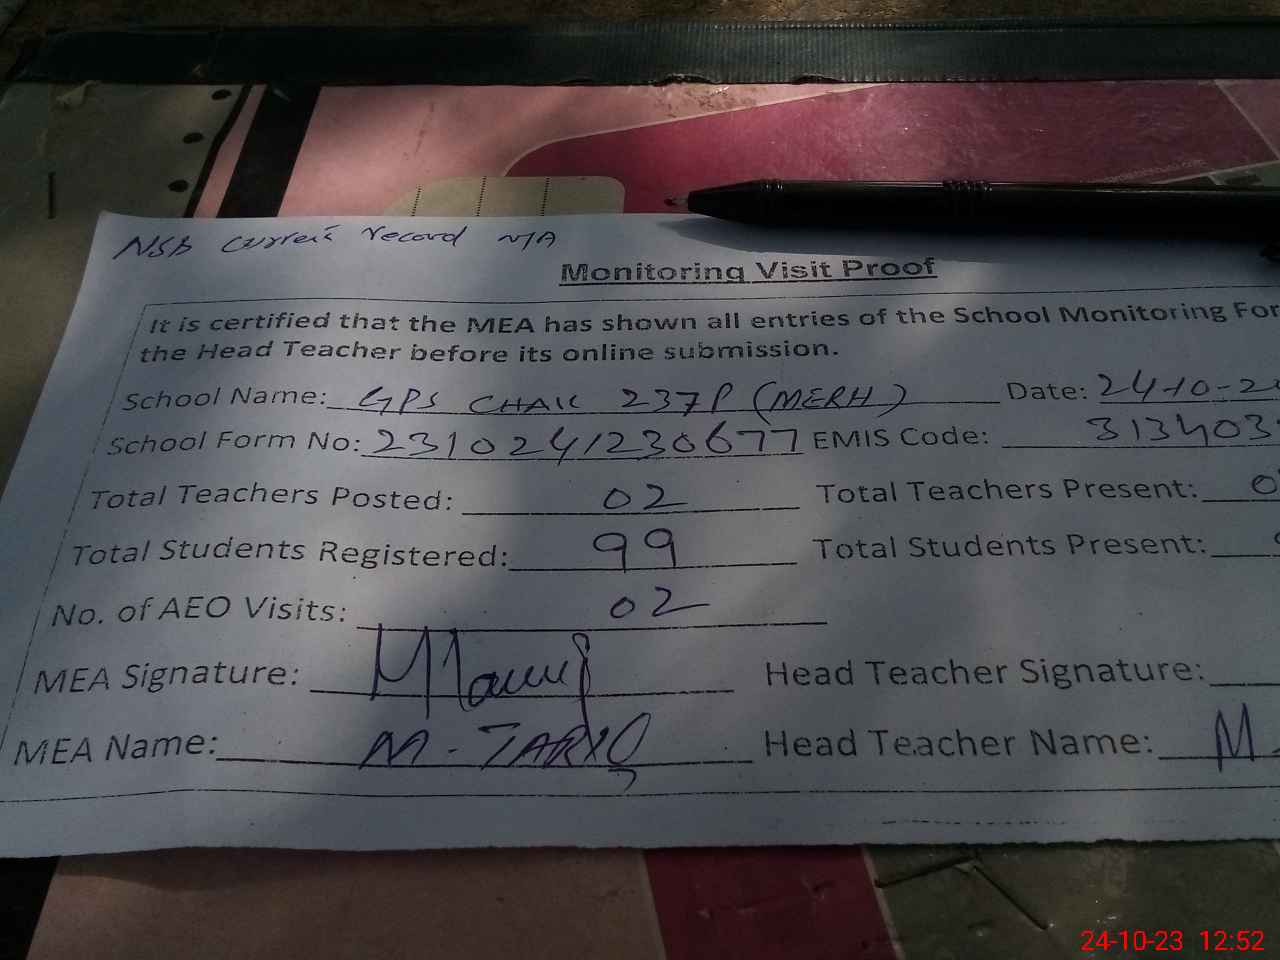 NSB current record N/A
Monitoring Visit Proof
It is certified that the MEA has shown all entries of the School Monitoring For
the Head Teacher before its online submission.
School Name: GPS CHAK 237P (MERH) Date: 24-10-2
School Form No: 2310241230677 EMIS Code: 313403
Total Teachers Posted: 02 Total Teachers Present: 0
Total Students Registered: 99 Total Students Present:
No. of AEO Visits: 02
MEA Signature: Head Teacher Signature:
MEA Name: M. TARIQ Head Teacher Name: M.
24-10-23 12:52